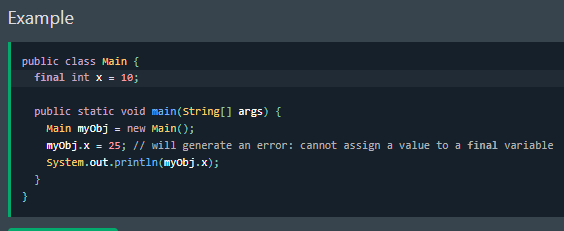 Example
public class Main {
  final int x = 10;
  public static void main(String[] args) {
    Main myObj = new Main();
    myObj.x = 25; // will generate an error: cannot assign a value to a final variable
    System.out.println(myObj.x);
  }
}